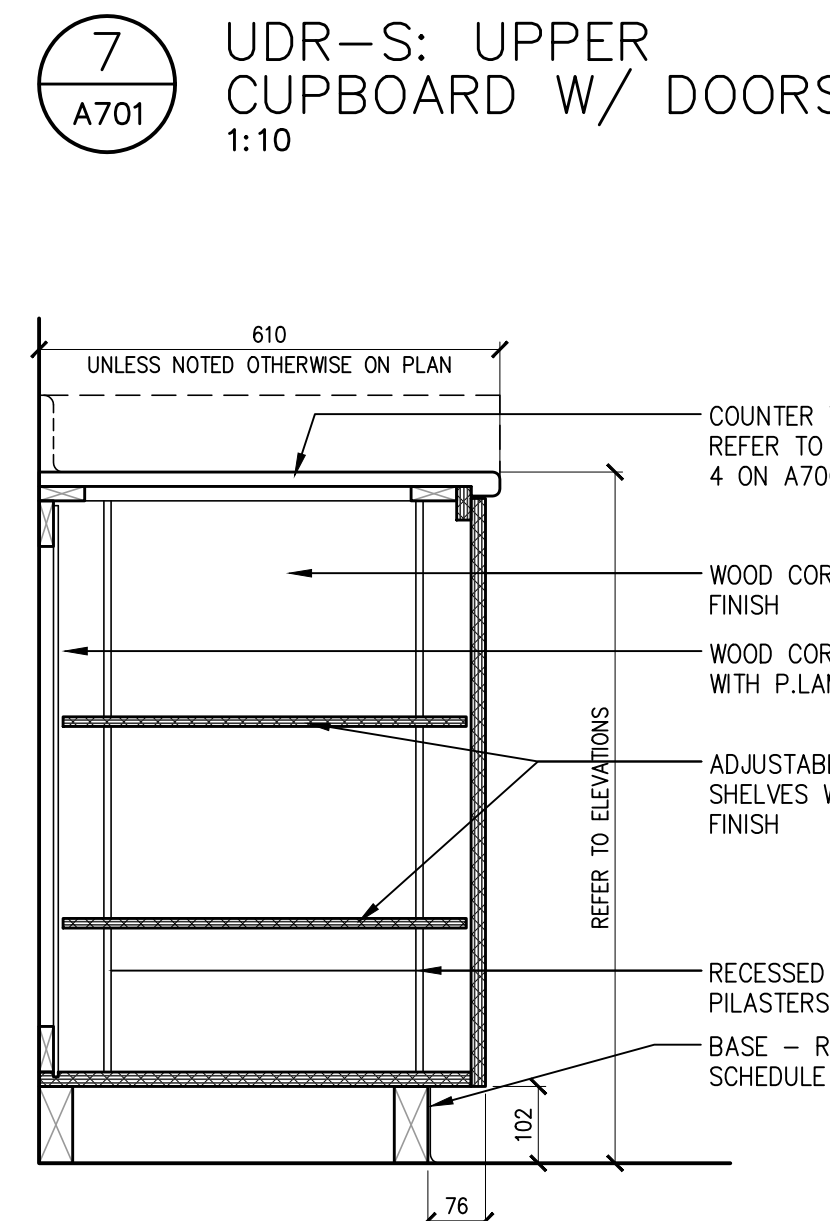 7
A701
UDR-S: UPPER
CUPBOARD W/ DOORS
1:10
610
UNLESS NOTED OTHERWISE ON PLAN
COUNTER
REFER TO
4 ON
WOOD
FINISH
WOOD
WITH
REFER TO ELEVATIONS
SHELVES
FINISH
RECESSED
PILASTERS
BASE -
SCHEDULE
102
76